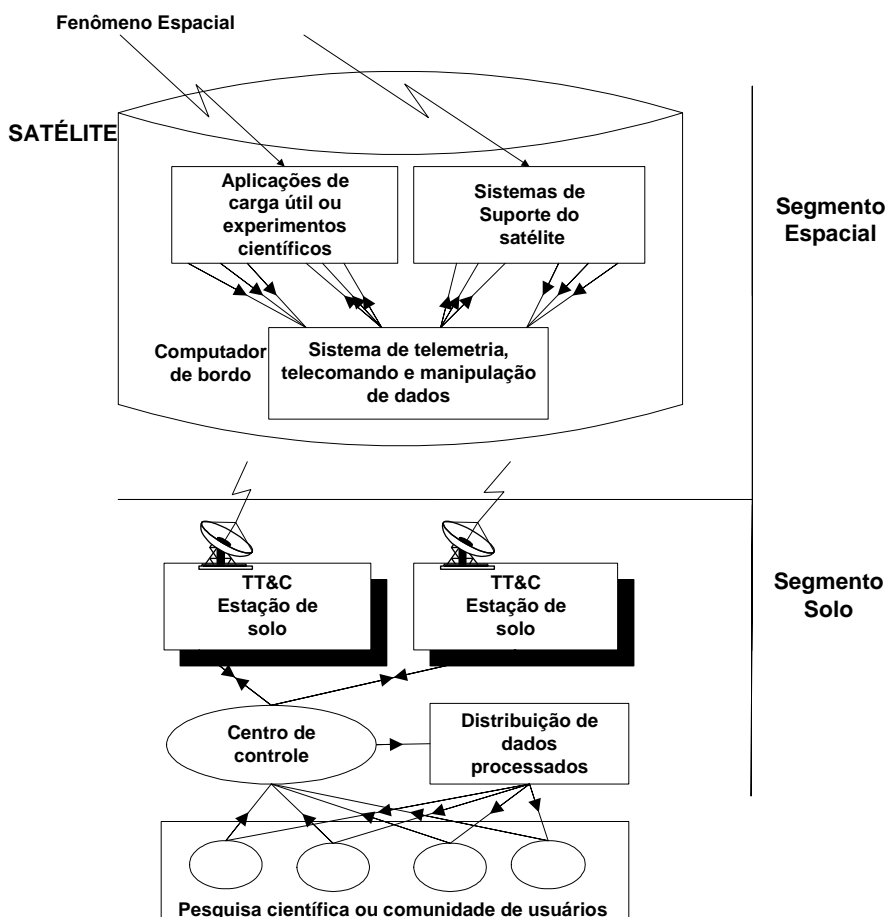 Fenômeno Espacial
SATÉLITE
Aplicações de
carga útil ou
experimentos
científicos
Sistemas de
Suporte do
satélite
Segmento
Espacial
Computador
de bordo
Sistema de telemetria,
telecomando e manipulação
de dados
TT&C
Estação de
solo
TT&C
Estação de
solo
Segmento
Solo
Centro de
controle
Distribuição de
dados
processados
Pesquisa científica ou comunidade de usuários